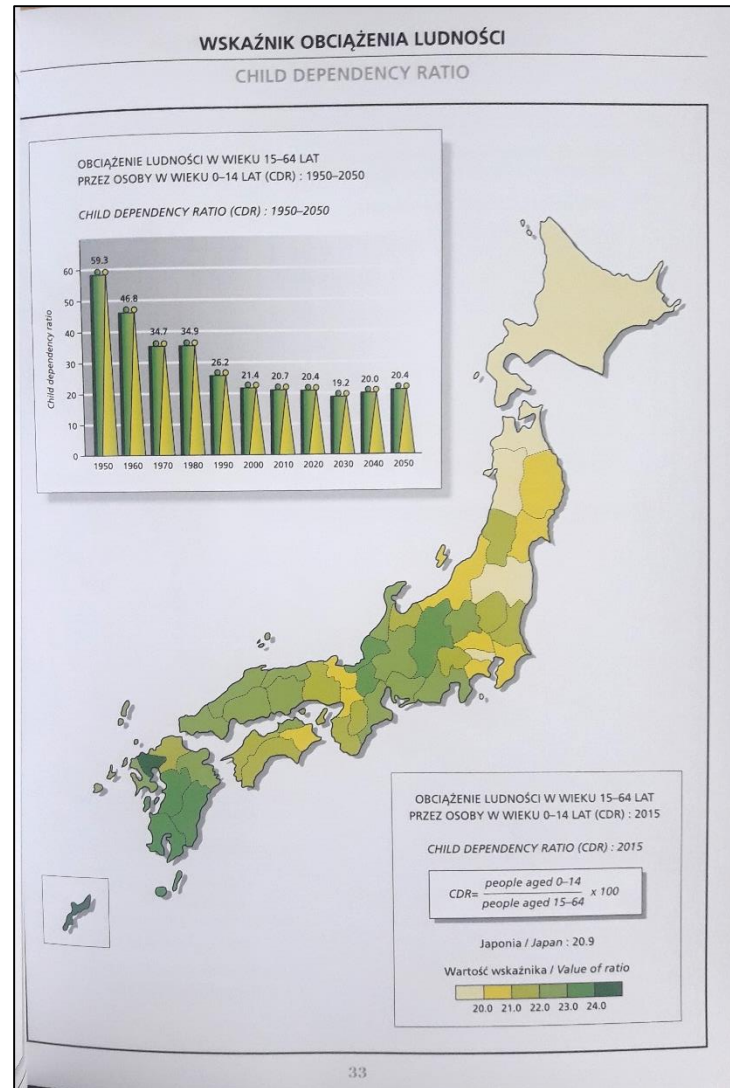 WSKAŹNIK OBCIĄŻENIA LUDNOŚCI
CHILD DEPENDENCY RATIO
OBCIĄŻENIE LUDNOŚCI W WIEKU 15–64 LAT
PRZEZ OSOBY W WIEKU 0–14 LAT (CDR) : 1950–2050
CHILD DEPENDENCY RATIO (CDR) : 1950–2050
Child dependency ratio
60
50
40
30
20
10
0
59.3
46.8
34.7
34.9
26.2
21.4
20.7
20.4
19.2
20.0
20.4
1950 1960 1970 1980 1990 2000 2010 2020 2030 2040 2050
OBCIĄŻENIE LUDNOŚCI W WIEKU 15–64 LAT
PRZEZ OSOBY W WIEKU 0–14 LAT (CDR) : 2015
CHILD DEPENDENCY RATIO (CDR) : 2015
people aged 0–14
CDR= x 100
people aged 15–64
Japonia / Japan : 20.9
Wartość wskaźnika / Value of ratio
20.0 21.0 22.0 23.0 24.0
33